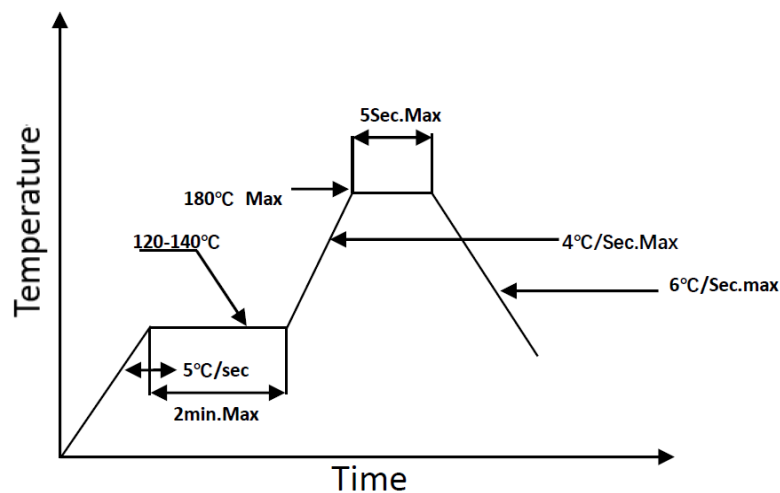 5Sec.Max
180℃ Max
120-140℃
4℃/Sec.Max
6℃/Sec.max
5℃/sec
2min.Max
Temperature
Time